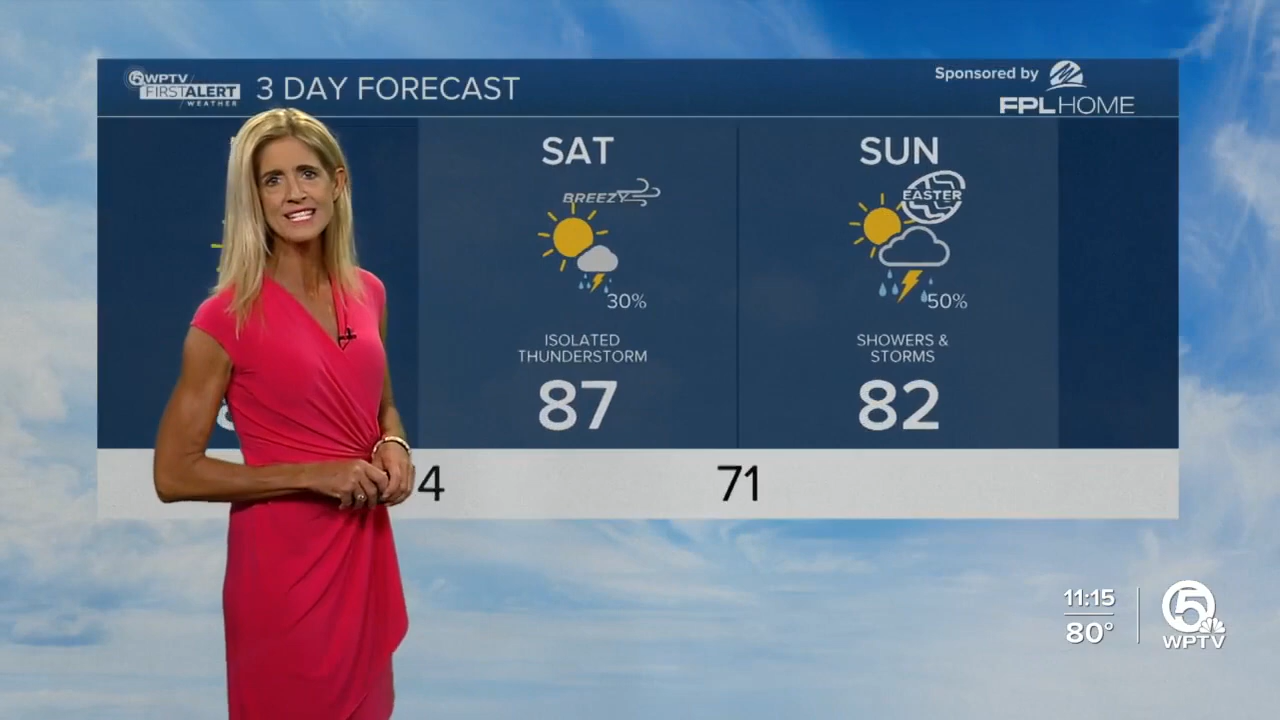 5 WPTV
FIRST ALERT
WEATHER
3 DAY FORECAST
Sponsored by
FPL HOME
SAT
BREEZY
30%
ISOLATED
THUNDERSTORM
87
SUN
EASTER
50%
SHOWERS &
STORMS
82
4
71
11:15
80°
5
WPTV